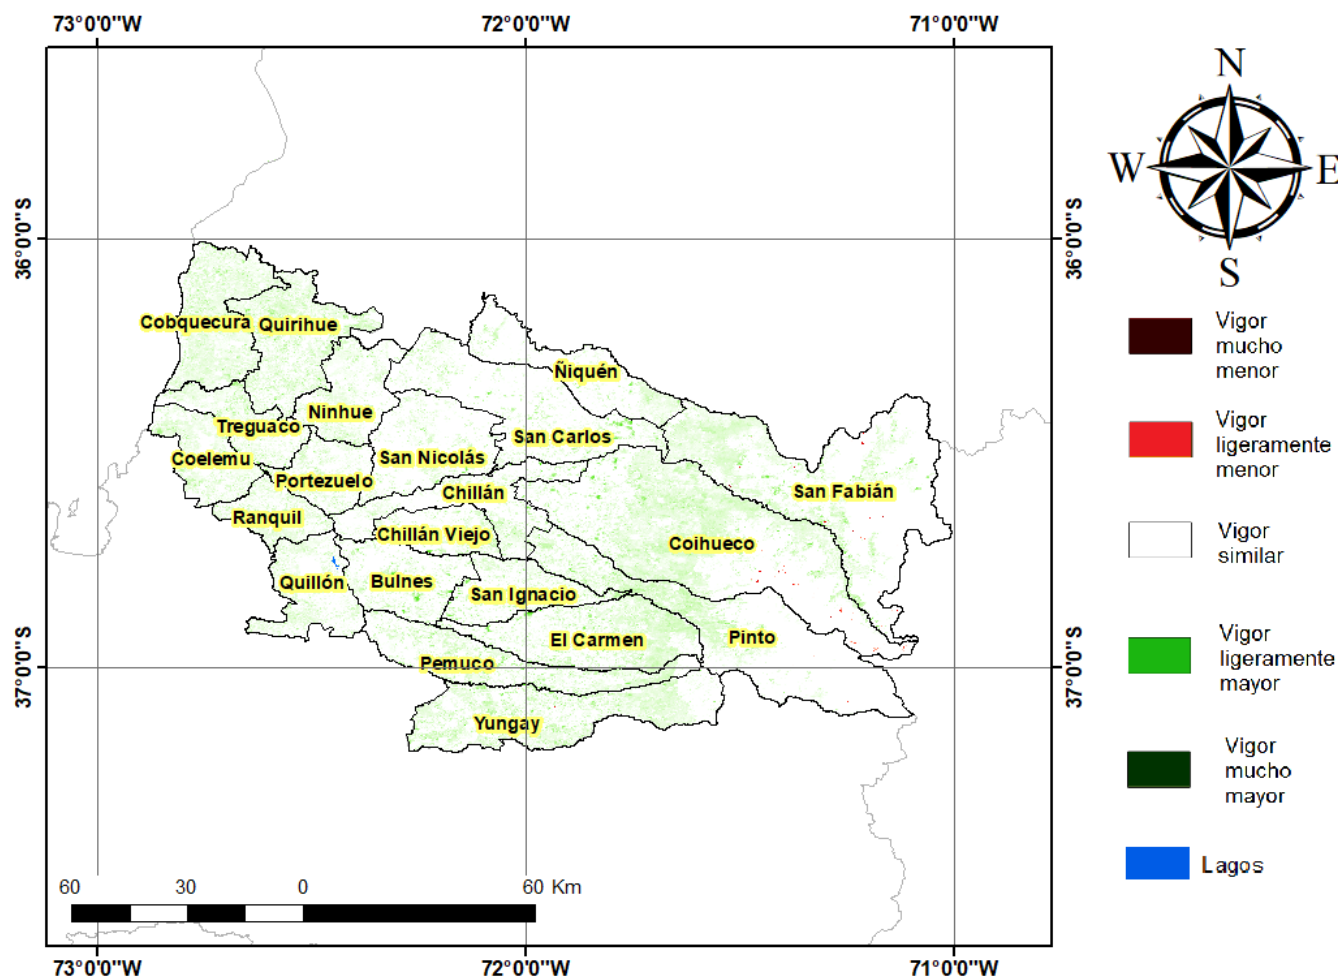 73°0'0"W
72°0'0"W
71°0'0"W
N
W
E
S
36°0'0"S
36°0'0"S
Cobquecura
Quirihue
Ñiquén
Ninhue
Treguaco
San Carlos
Coelemu
San Nicolás
Portezuelo
Chillán
San Fabián
Ranquil
Chillán Viejo
Coihueco
Quillón
Bulnes
San Ignacio
El Carmen
Pinto
Pemuco
Yungay
37°0'0"S
37°0'0"S
Vigor
mucho
menor
Vigor
ligeramente
menor
Vigor
similar
Vigor
ligeramente
mayor
Vigor
mucho
mayor
Lagos
60 30 0 60 Km
73°0'0"W
72°0'0"W
71°0'0"W